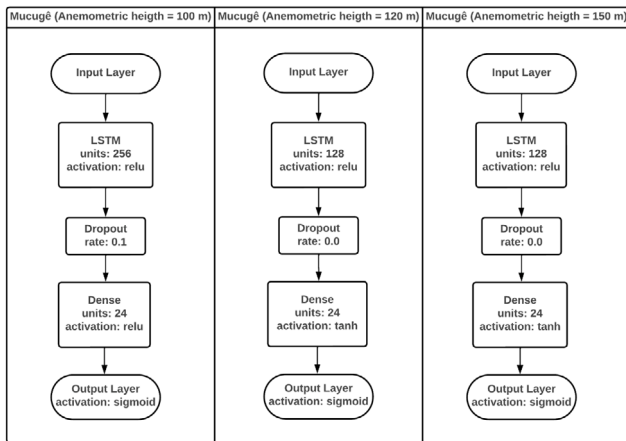 Mucugê (Anemometric heigth = 100 m)
Input Layer
LSTM
units: 256
activation: relu
Dropout
rate: 0.1
Dense
units: 24
activation: relu
Output Layer
activation: sigmoid
Mucugê (Anemometric heigth = 120 m)
Input Layer
LSTM
units: 128
activation: relu
Dropout
rate: 0.0
Dense
units: 24
activation: tanh
Output Layer
activation: sigmoid
Mucugê (Anemometric heigth = 150 m)
Input Layer
LSTM
units: 128
activation: relu
Dropout
rate: 0.0
Dense
units: 24
activation: tanh
Output Layer
activation: sigmoid